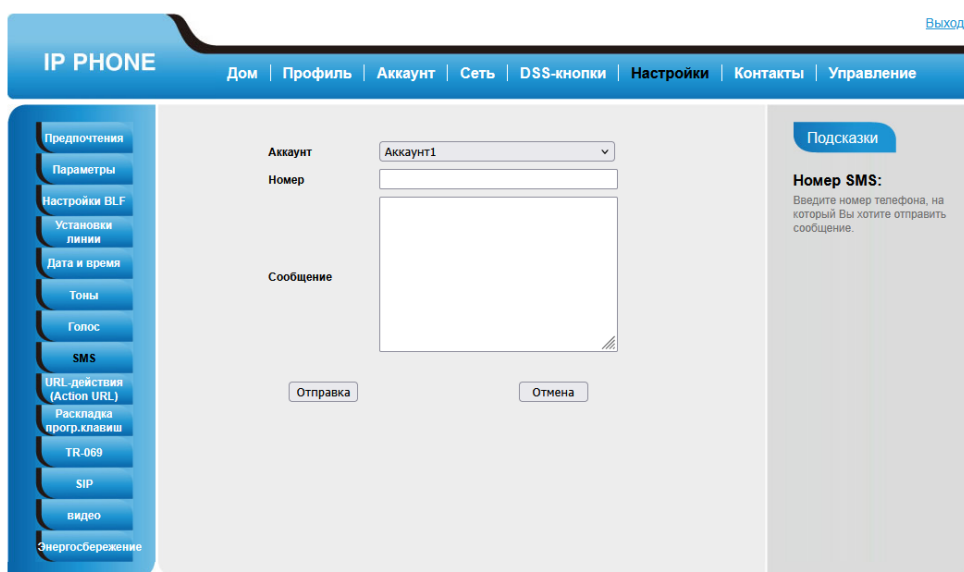 Выход
IP PHONE
Дом
Профиль
Аккаунт
Сеть
DSS-кнопки
Настройки
Контакты
Управление
Предпочтения
Параметры
Настройки BLF
Установки
линии
Дата и время
Тоны
Голос
SMS
URL-действия
(Action URL)
Раскладка
прогр.клавиш
TR-069
SIP
видео
Энергосбережение
Аккаунт
Аккаунт1
Номер
Сообщение
Отправка
Отмена
Подсказки
Номер SMS:
Введите номер телефона, на
который Вы хотите отправить
сообщение.